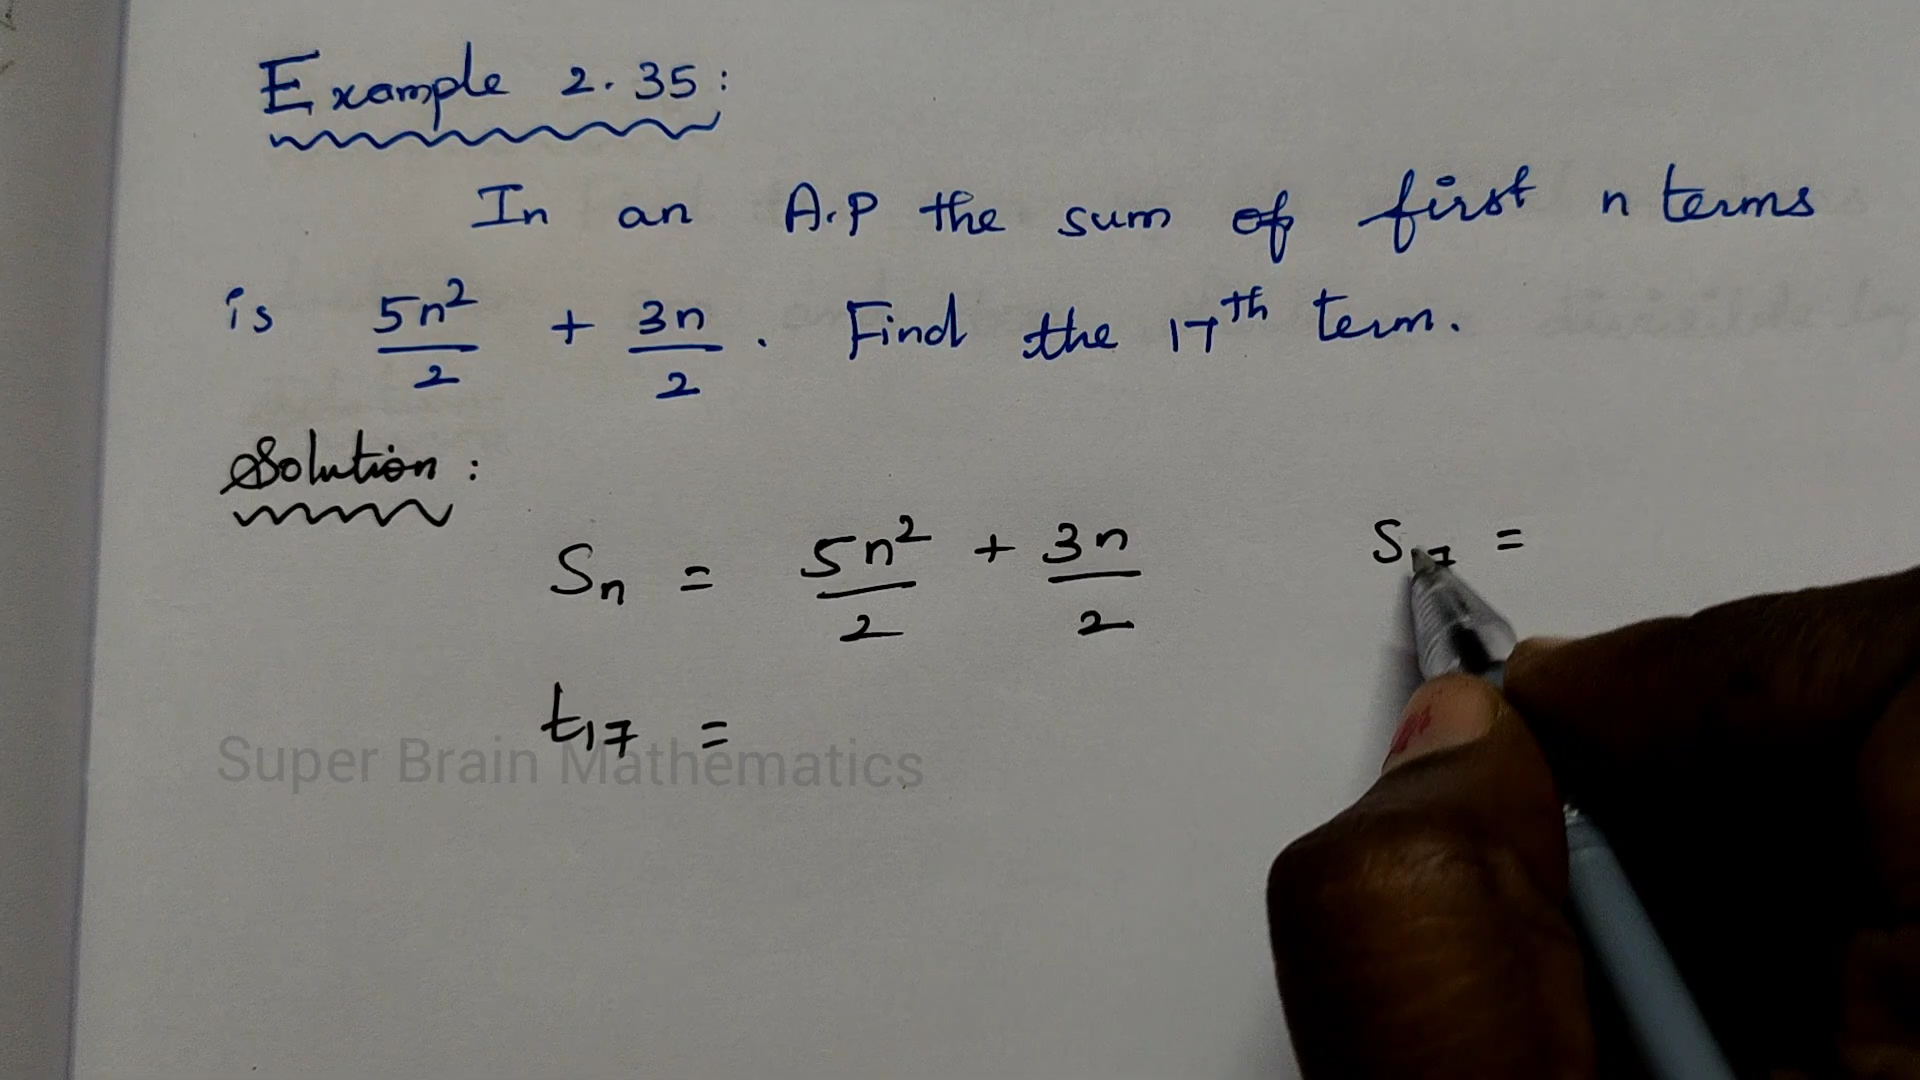 Example 2.35:
In an A.P the sum of first n terms
is 5n²/2 + 3n/2. Find the 17th term.
Solution:
Sn = 5n²/2 + 3n/2 S17 =
t17 =
Super Brain Mathematics